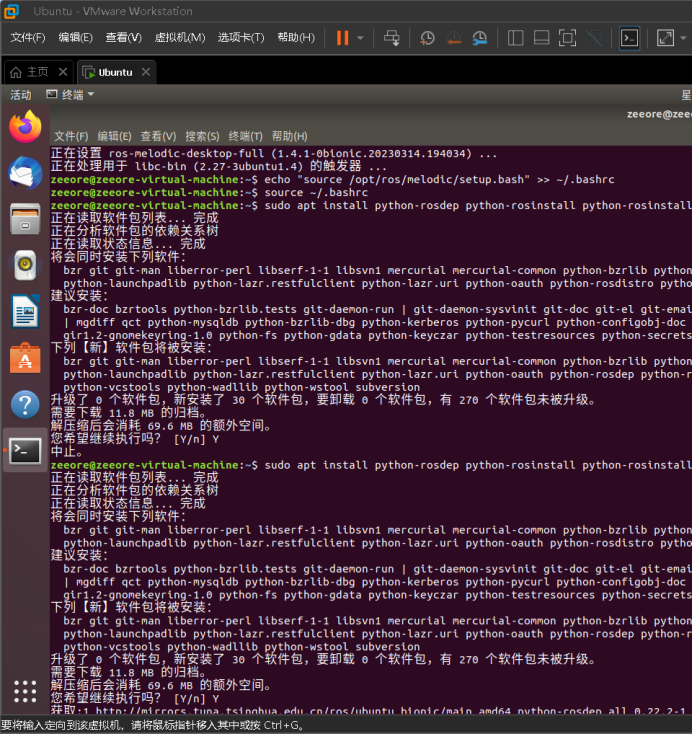 Ubuntu - VMware Workstation
文件(F) 编辑(E) 查看(V) 虚拟机(M) 选项卡(T) 帮助(H)
主页 Ubuntu
活动 终端 星
zeeore@zee
文件(F) 编辑(E) 查看(V) 搜索(S) 终端(T) 帮助(H)
正在设置 ros-melodic-desktop-full (1.4.1-0bionic.20230314.194034) ...
正在处理用于 libc-bin (2.27-3ubuntu1.4) 的触发器 ...
zeeore@zeeore-virtual-machine:~$ echo "source /opt/ros/melodic/setup.bash" >> ~/.bashrc
zeeore@zeeore-virtual-machine:~$ source ~/.bashrc
zeeore@zeeore-virtual-machine:~$ sudo apt install python-rosdep python-rosinstall python-rosinstall
正在读取软件包列表... 完成
正在分析软件包的依赖关系树
正在读取状态信息... 完成
将会同时安装下列软件:
bzr git git-man liberror-perl libserf-1-1 libsvn1 mercurial mercurial-common python-bzrlib python
python-launchpadlib python-lazr.restfulclient python-lazr.uri python-oauth python-rosdistro pytho
建议安装:
bzr-doc bzrtools python-bzrlib.tests git-daemon-run | git-daemon-sysvinit git-doc git-el git-emai
| mgdiff qct python-mysqldb python-bzrlib-dbg python-kerberos python-pycurl python-configobj-doc
gir1.2-gnomekeyring-1.0 python-fs python-gdata python-keyczar python-testresources python-secrets
下列【新】软件包将被安装:
bzr git git-man liberror-perl libserf-1-1 libsvn1 mercurial mercurial-common python-bzrlib python
python-launchpadlib python-lazr.restfulclient python-lazr.uri python-oauth python-rosdep python-r
python-vcstools python-wadllib python-wstool subversion
升级了 0 个软件包，新安装了 30 个软件包，要卸载 0 个软件包，有 270 个软件包未被升级。
需要下载 11.8 MB 的归档。
解压缩后会消耗 69.6 MB 的额外空间。
您希望继续执行吗？ [Y/n] Y
中止。
zeeore@zeeore-virtual-machine:~$ sudo apt install python-rosdep python-rosinstall python-rosinstall
正在读取软件包列表... 完成
正在分析软件包的依赖关系树
正在读取状态信息... 完成
将会同时安装下列软件:
bzr git git-man liberror-perl libserf-1-1 libsvn1 mercurial mercurial-common python-bzrlib python
python-launchpadlib python-lazr.restfulclient python-lazr.uri python-oauth python-rosdistro pytho
建议安装:
bzr-doc bzrtools python-bzrlib.tests git-daemon-run | git-daemon-sysvinit git-doc git-el git-emai
| mgdiff qct python-mysqldb python-bzrlib-dbg python-kerberos python-pycurl python-configobj-doc
gir1.2-gnomekeyring-1.0 python-fs python-gdata python-keyczar python-testresources python-secrets
下列【新】软件包将被安装:
bzr git git-man liberror-perl libserf-1-1 libsvn1 mercurial mercurial-common python-bzrlib python
python-launchpadlib python-lazr.restfulclient python-lazr.uri python-oauth python-rosdep python-r
python-vcstools python-wadllib python-wstool subversion
升级了 0 个软件包，新安装了 30 个软件包，要卸载 0 个软件包，有 270 个软件包未被升级。
需要下载 11.8 MB 的归档。
解压缩后会消耗 69.6 MB 的额外空间。
您希望继续执行吗？ [Y/n] Y
获取:1 http://mirrors.tuna.tsinghua.edu.cn/ros/ubuntu bionic/main amd64 python-rosdep all 0.22.2-1
要将输入定向到该虚拟机，请将鼠标指针移入其中或按 Ctrl+G。